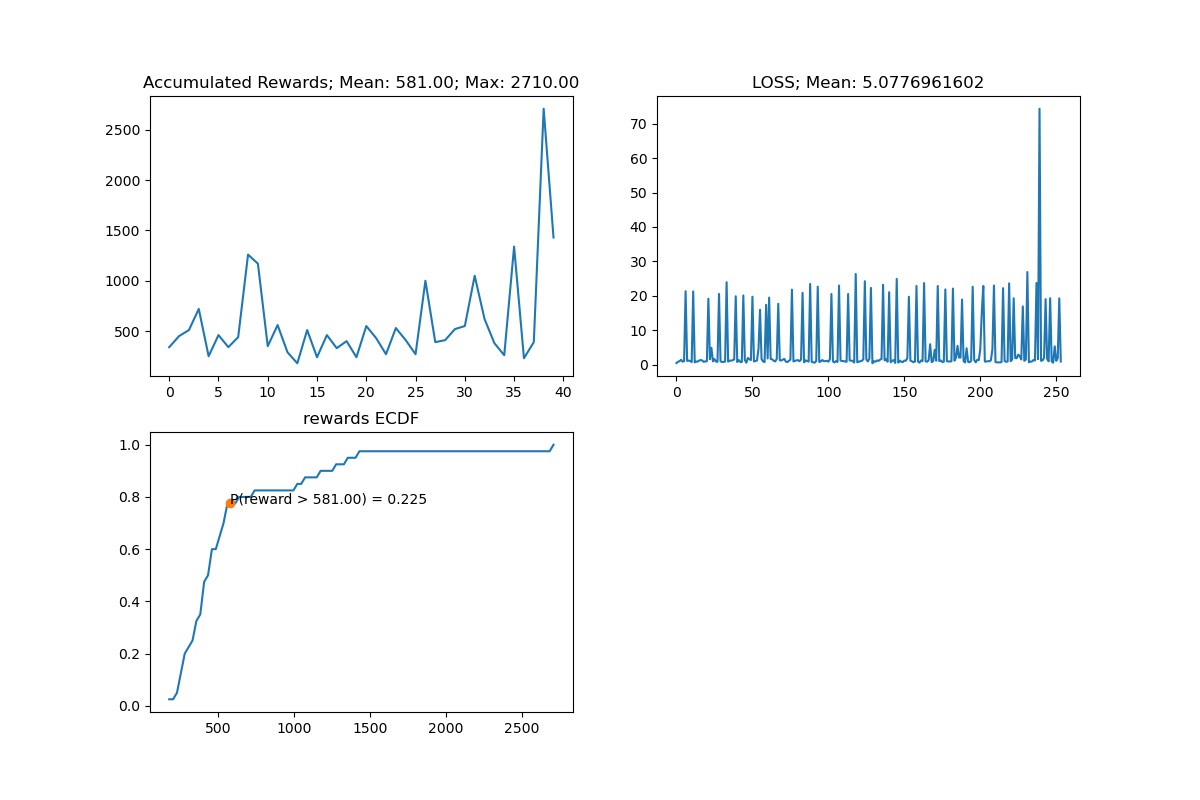 Accumulated Rewards; Mean: 581.00; Max: 2710.00
2500
2000
1500
1000
500
0 5 10 15 20 25 30 35 40
LOSS; Mean: 5.0776961602
70
60
50
40
30
20
10
0
0 50 100 150 200 250
rewards ECDF
1.0
0.8
P(reward > 581.00) = 0.225
0.6
0.4
0.2
0.0
500 1000 1500 2000 2500